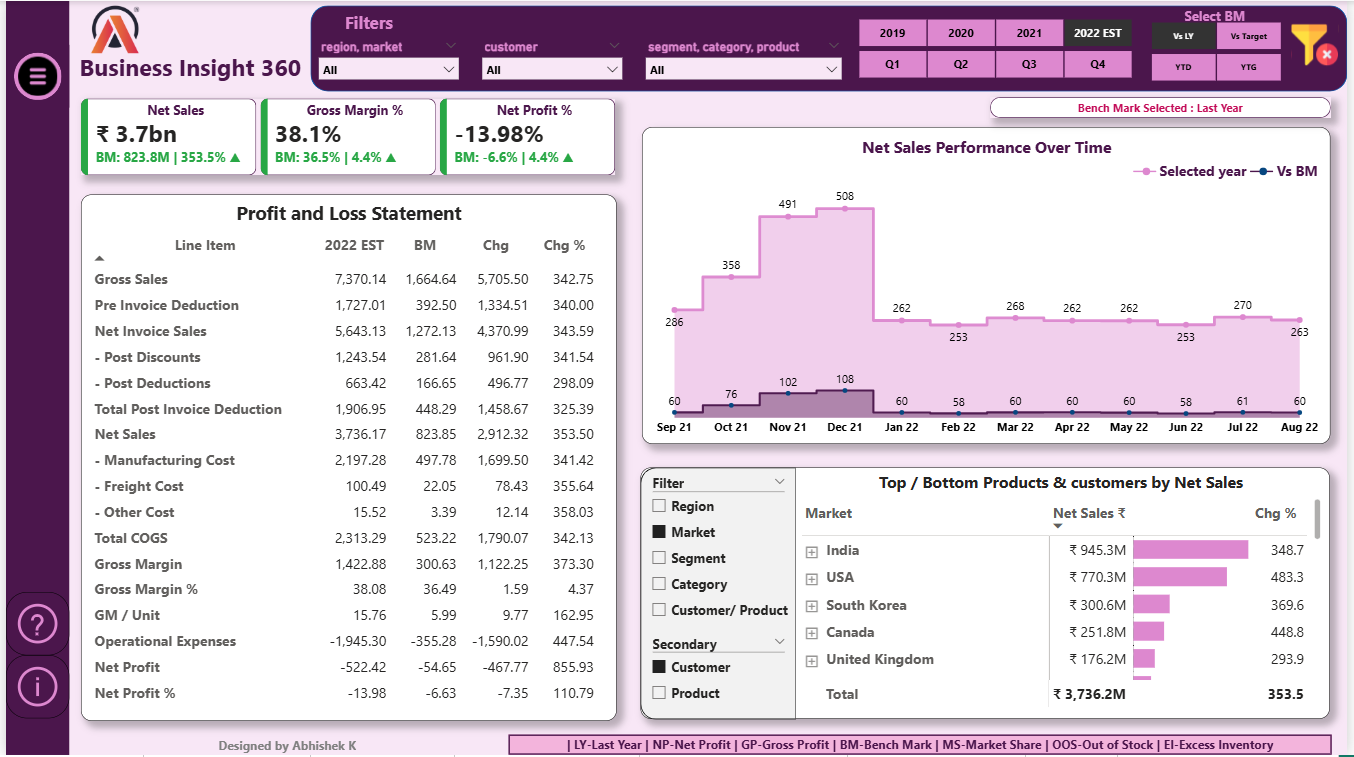 Business Insight 360
Filters
region, market
All
customer
All
segment, category, product
All
2019 2020 2021 2022 EST
Q1 Q2 Q3 Q4
Select BM
Vs LY Vs Target
YTD YTG
Bench Mark Selected : Last Year
Net Sales
₹ 3.7bn
BM: 823.8M | 353.5% ▲
Gross Margin %
38.1%
BM: 36.5% | 4.4% ▲
Net Profit %
-13.98%
BM: -6.6% | 4.4% ▲
Profit and Loss Statement
Line Item 2022 EST BM Chg Chg %
Gross Sales 7,370.14 1,664.64 5,705.50 342.75
Pre Invoice Deduction 1,727.01 392.50 1,334.51 340.00
Net Invoice Sales 5,643.13 1,272.13 4,370.99 343.59
- Post Discounts 1,243.54 281.64 961.90 341.54
- Post Deductions 663.42 166.65 496.77 298.09
Total Post Invoice Deduction 1,906.95 448.29 1,458.67 325.39
Net Sales 3,736.17 823.85 2,912.32 353.50
- Manufacturing Cost 2,197.28 497.78 1,699.50 341.42
- Freight Cost 100.49 22.05 78.43 355.64
- Other Cost 15.52 3.39 12.14 358.03
Total COGS 2,313.29 523.22 1,790.07 342.13
Gross Margin 1,422.88 300.63 1,122.25 373.30
Gross Margin % 38.08 36.49 1.59 4.37
GM / Unit 15.76 5.99 9.77 162.95
Operational Expenses -1,945.30 -355.28 -1,590.02 447.54
Net Profit -522.42 -54.65 -467.77 855.93
Net Profit % -13.98 -6.63 -7.35 110.79
Net Sales Performance Over Time
Selected year Vs BM
286 358 491 508 262 253 268 262 262 253 270 263
60 76 102 108 60 58 60 60 60 58 61 60
Sep 21 Oct 21 Nov 21 Dec 21 Jan 22 Feb 22 Mar 22 Apr 22 May 22 Jun 22 Jul 22 Aug 22
Filter
Region
Market
Segment
Category
Customer/ Product
Secondary
Customer
Product
Top / Bottom Products & customers by Net Sales
Market Net Sales ₹ Chg %
India ₹ 945.3M 348.7
USA ₹ 770.3M 483.3
South Korea ₹ 300.6M 369.6
Canada ₹ 251.8M 448.8
United Kingdom ₹ 176.2M 293.9
Total ₹ 3,736.2M 353.5
?
i
Designed by Abhishek K
| LY-Last Year | NP-Net Profit | GP-Gross Profit | BM-Bench Mark | MS-Market Share | OOS-Out of Stock | EI-Excess Inventory